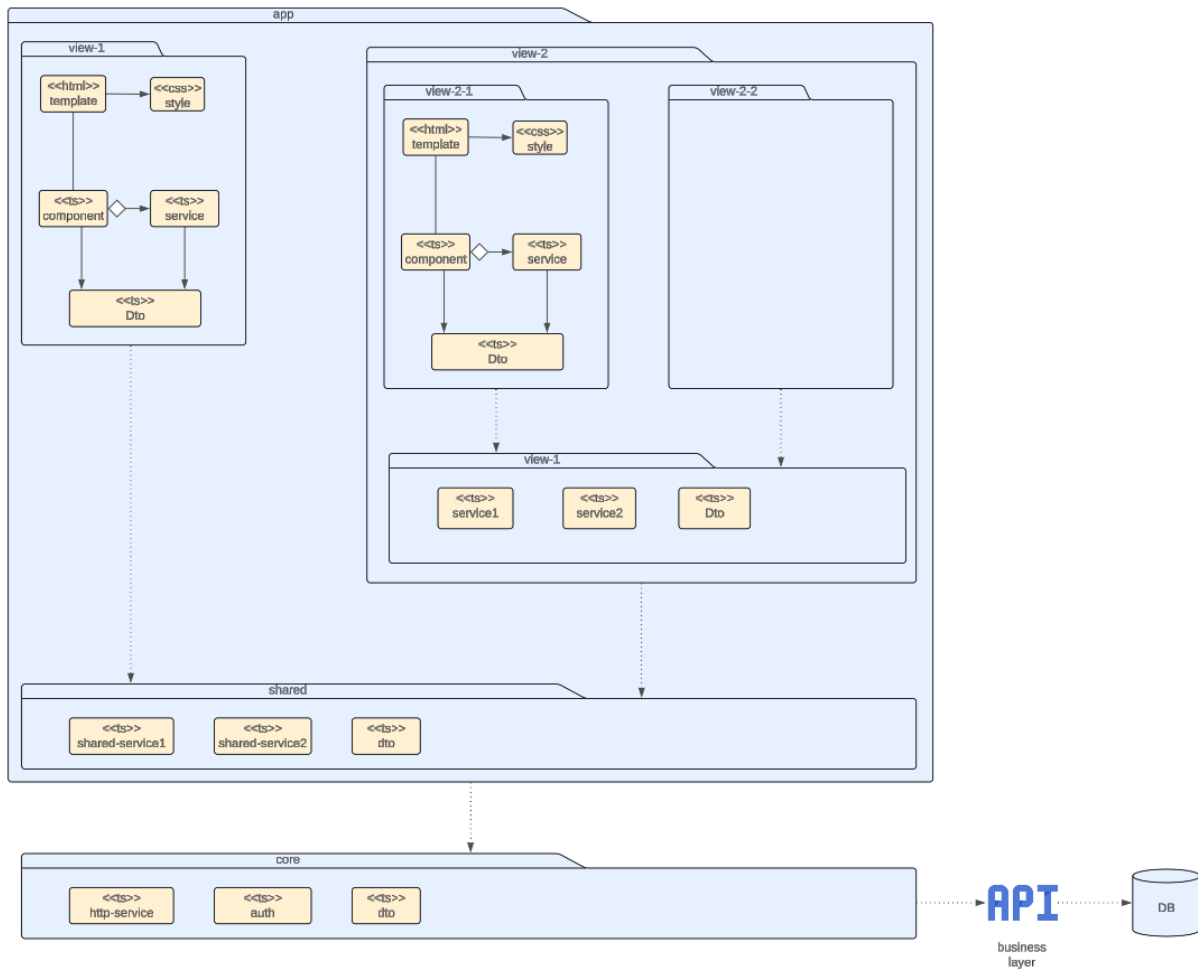 app
view-1
<<html>>
template
<<css>>
style
<<ts>>
component
<<ts>>
service
<<ts>>
Dto
view-2
view-2-1
<<html>>
template
<<css>>
style
<<ts>>
component
<<ts>>
service
<<ts>>
Dto
view-2-2
view-1
<<ts>>
service1
<<ts>>
service2
<<ts>>
Dto
shared
<<ts>>
shared-service1
<<ts>>
shared-service2
<<ts>>
dto
core
<<ts>>
http-service
<<ts>>
auth
<<ts>>
dto
API
business
layer
DB